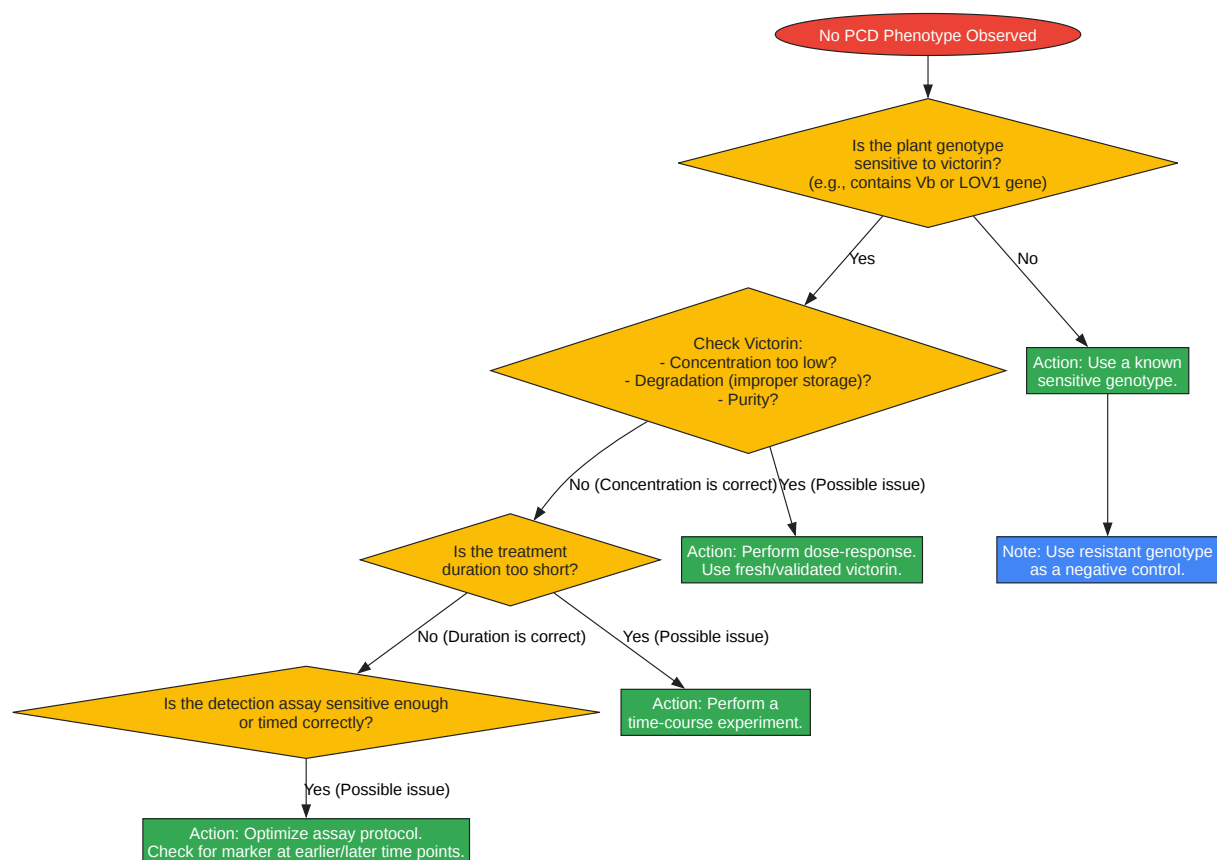 No PCD Phenotype Observed
Is the plant genotype
sensitive to victorin?
(e.g., contains Vb or LOV1 gene)
Yes
No
Check Victorin:
- Concentration too low?
- Degradation (improper storage)?
- Purity?
Action: Use a known
sensitive genotype.
No (Concentration is correct)
Yes (Possible issue)
Is the treatment
duration too short?
Action: Perform dose-response.
Use fresh/validated victorin.
Note: Use resistant genotype
as a negative control.
No (Duration is correct)
Yes (Possible issue)
Is the detection assay sensitive enough
or timed correctly?
Action: Perform a
time-course experiment.
Yes (Possible issue)
Action: Optimize assay protocol.
Check for marker at earlier/later time points.